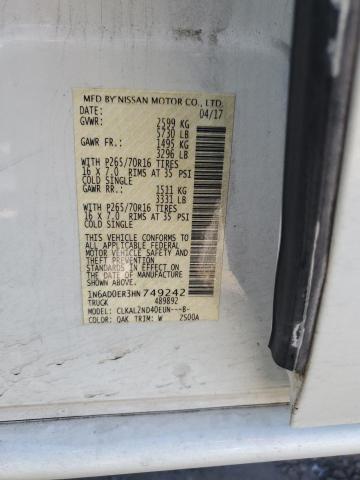 MFD BY NISSAN MOTOR CO., LTD.
DATE: 04/17
GVWR: 2599 KG
5730 LB
GAWR FR.: 1495 KG
3296 LB
WITH P265/70R16 TIRES
16 X 7.0 RIMS AT 35 PSI
COLD SINGLE
GAWR RR.: 1511 KG
3331 LB
WITH P265/70R16 TIRES
16 X 7.0 RIMS AT 35 PSI
COLD SINGLE
THIS VEHICLE CONFORMS TO
ALL APPLICABLE FEDERAL
MOTOR VEHICLE SAFETY
STANDARDS IN EFFECT ON
THE DATE OF MANUFACTURE
SHOWN ABOVE.
1N6AD0ER3HN749242
TRUCK 489892
MODEL: CLKAL2ND4DEUN---B-
COLOR: QAK TRIM: W 2S00A